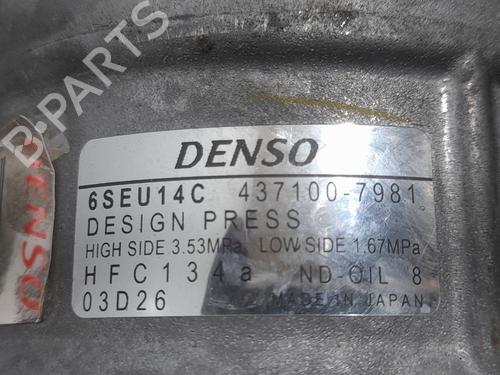 B-PARTS
DENSO
DENSO
6SEU14C 437100-7981
DESIGN PRESS
HIGH SIDE 3.53MPa LOW SIDE 1.67MPa
HFC134a ND-OIL 8
03D26 MADE IN JAPAN